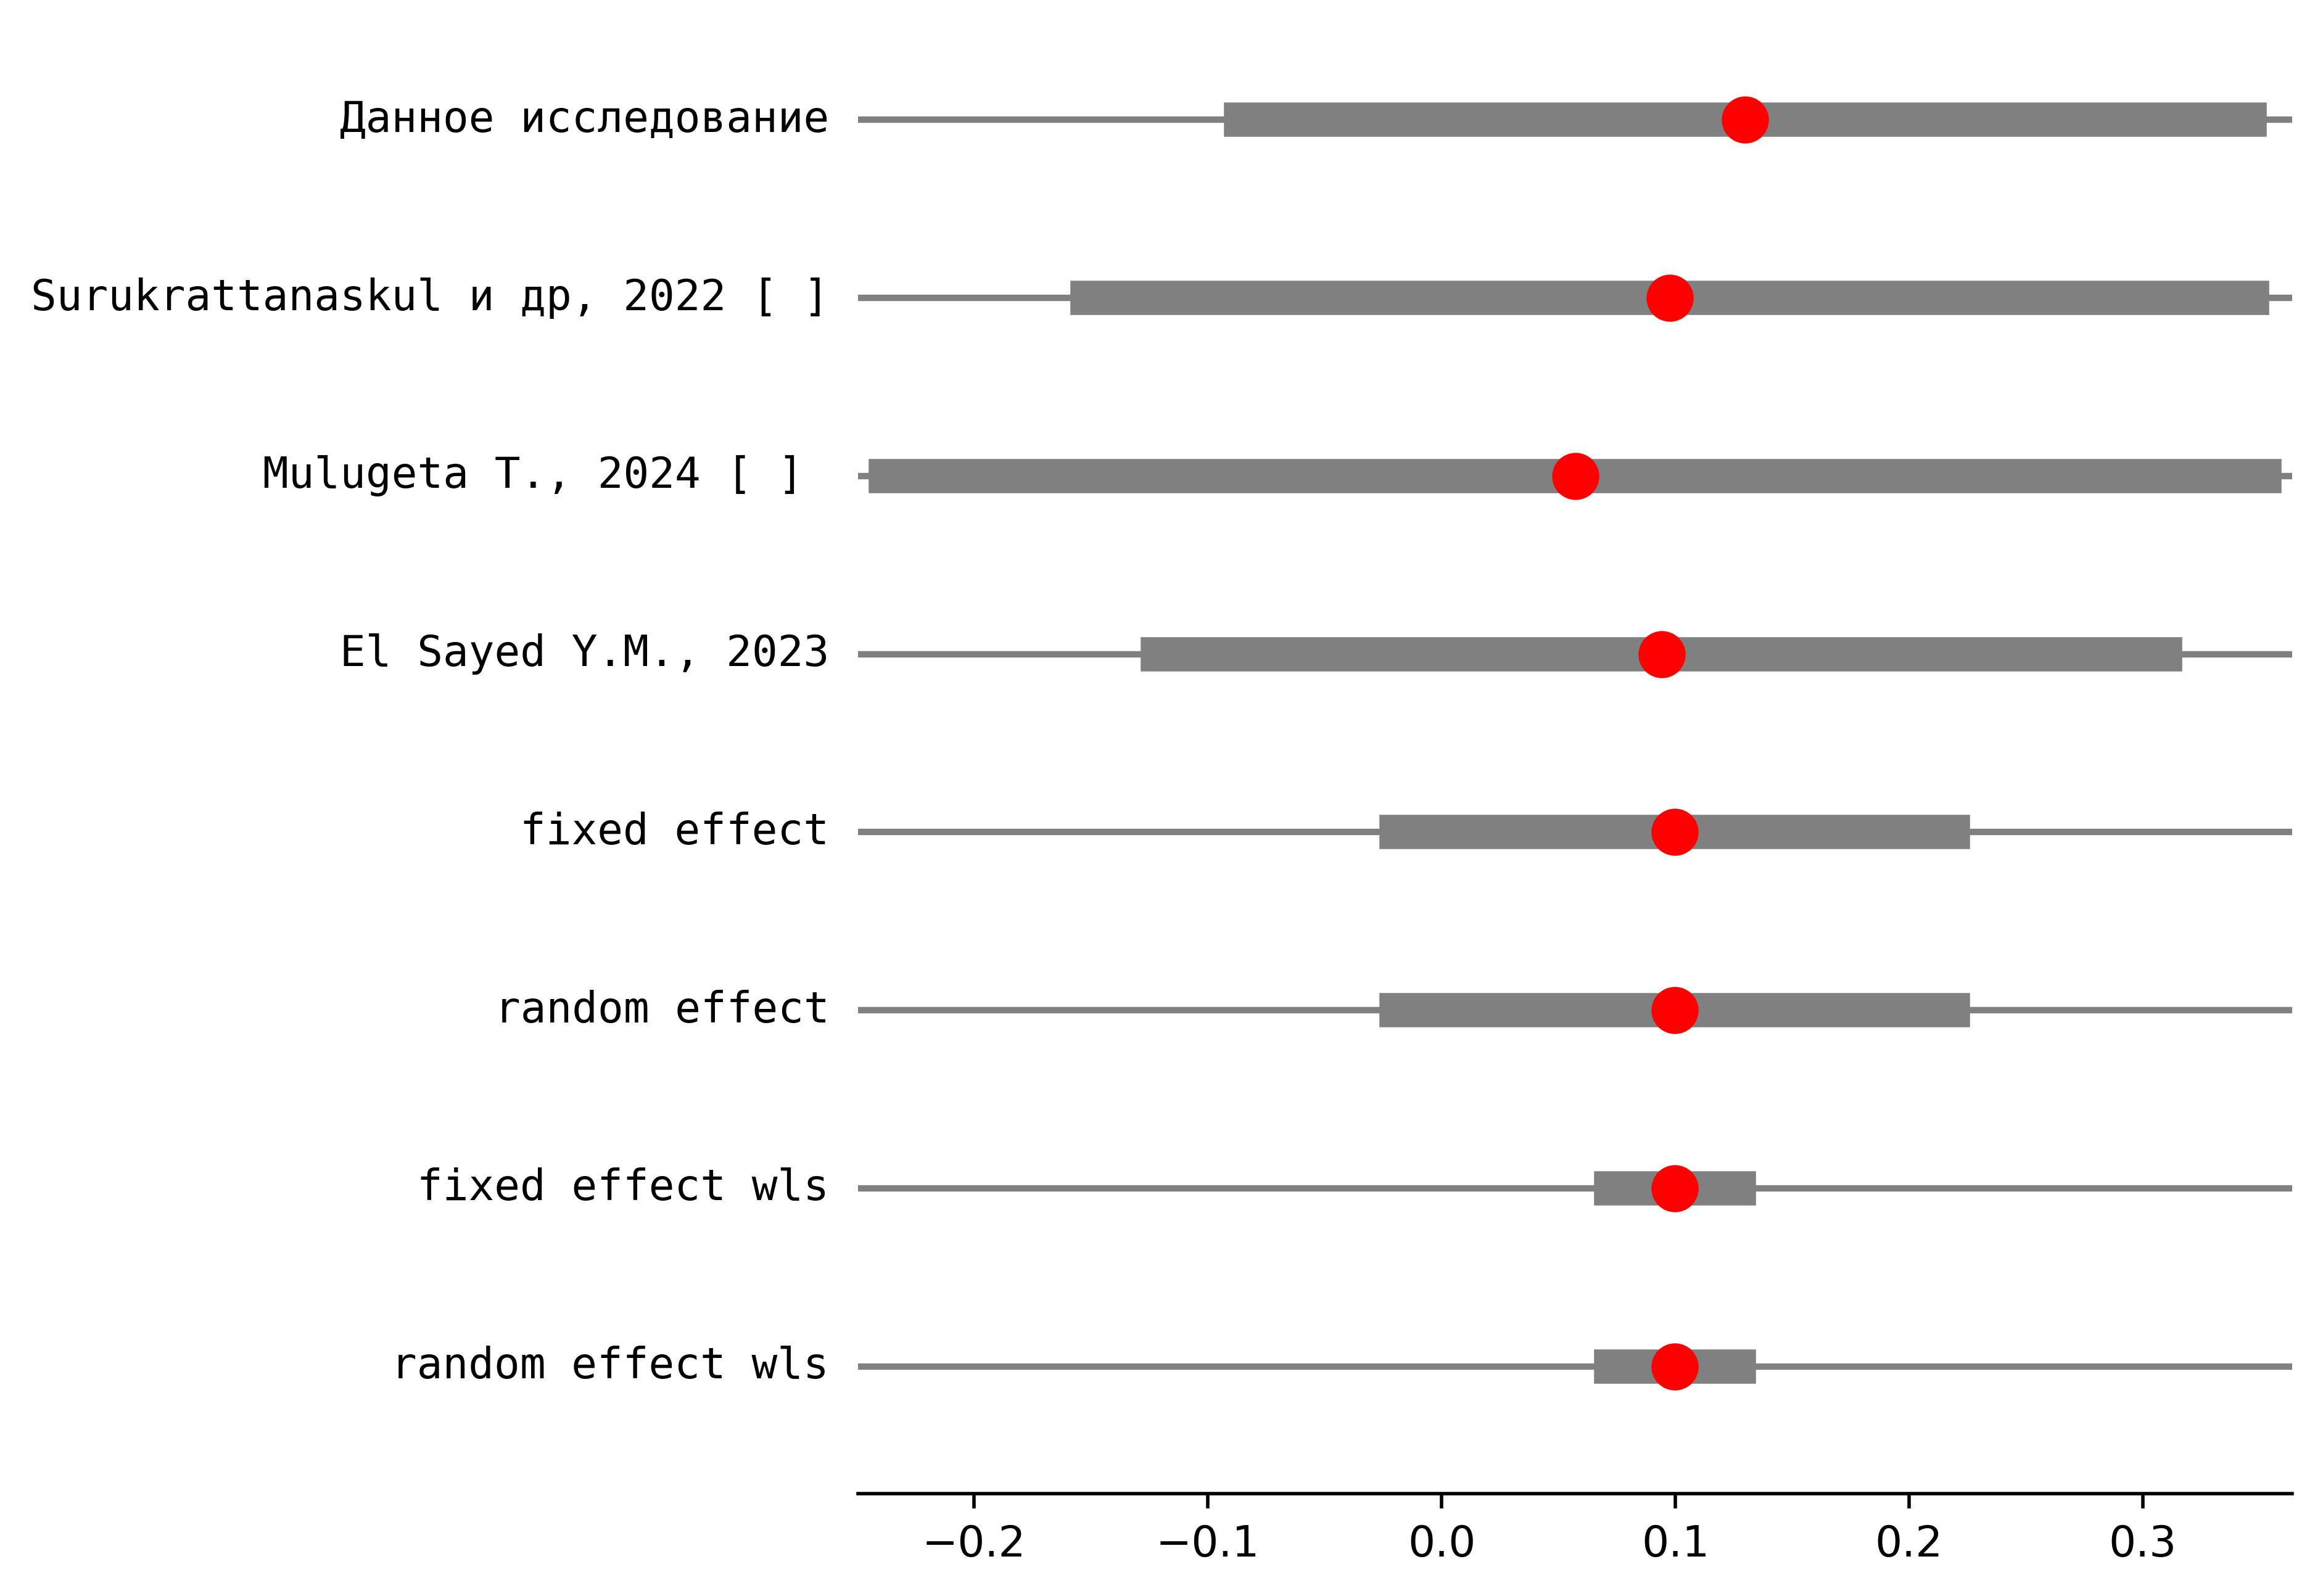 Данное исследование
Surukrattanaskul и др, 2022 [ ]
Mulugeta T., 2024 [ ]
El Sayed Y.M., 2023
fixed effect
random effect
fixed effect wls
random effect wls
−0.2 −0.1 0.0 0.1 0.2 0.3